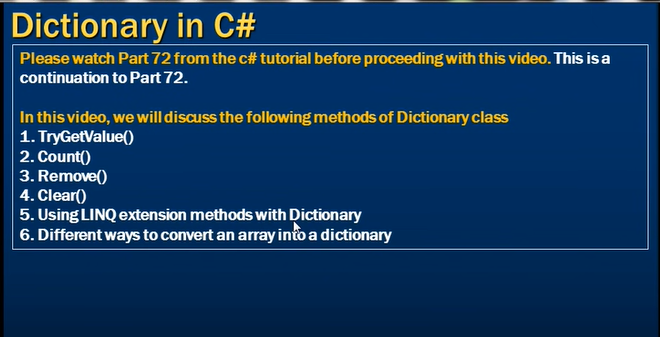 Dictionary in C#
Please watch Part 72 from the c# tutorial before proceeding with this video. This is a
continuation to Part 72.
In this video, we will discuss the following methods of Dictionary class
1. TryGetValue()
2. Count()
3. Remove()
4. Clear()
5. Using LINQ extension methods with Dictionary
6. Different ways to convert an array into a dictionary